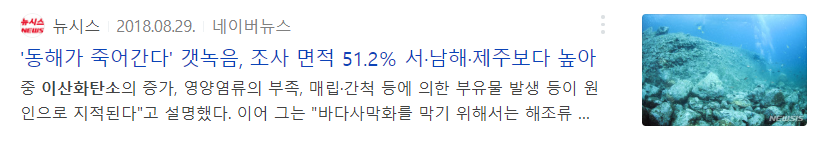 뉴시스 NEWS 뉴시스 2018.08.29. 네이버뉴스
'동해가 죽어간다' 갯녹음, 조사 면적 51.2% 서·남해·제주보다 높아
중 이산화탄소의 증가, 영양염류의 부족, 매립·간척 등에 의한 부유물 발생 등이 원
인으로 지적된다"고 설명했다. 이어 그는 "바다사막화를 막기 위해서는 해조류 ...
NEWSIS